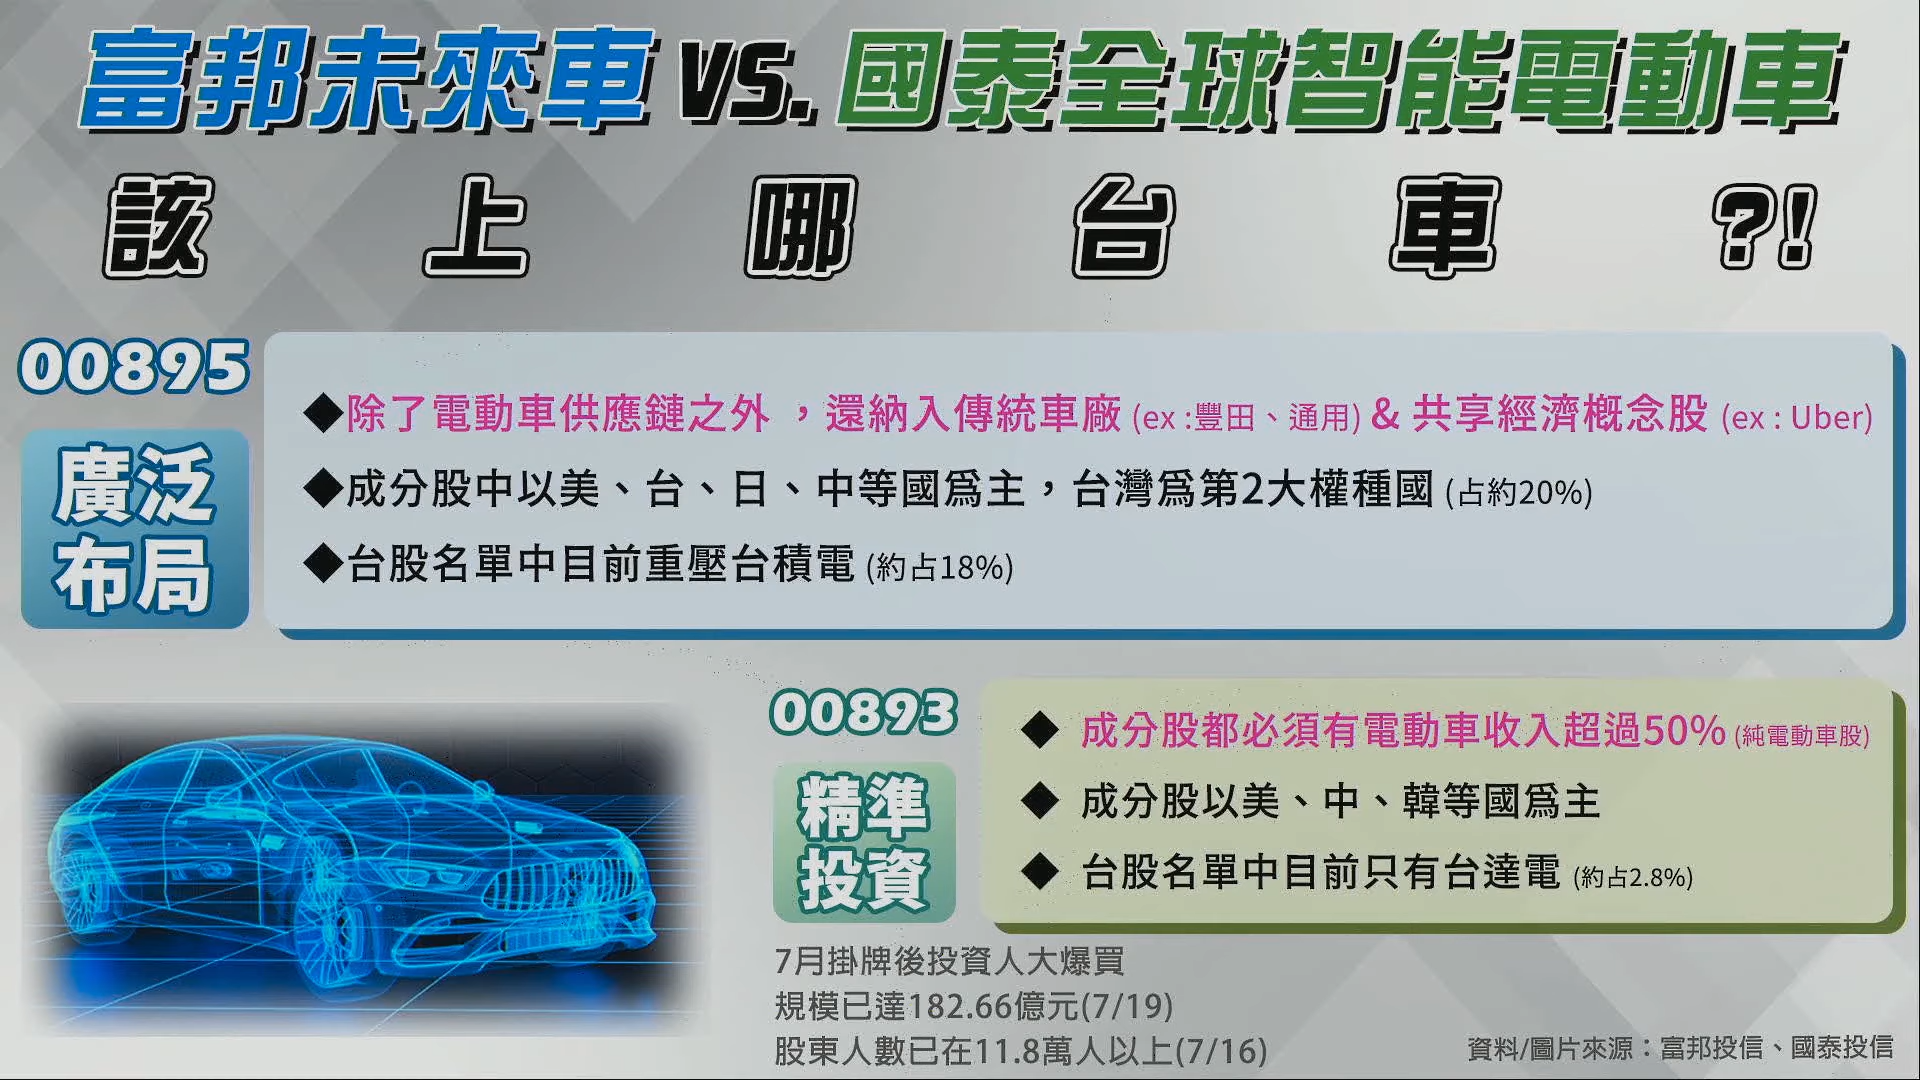 富邦未來車 VS. 國泰全球智能電動車
該上哪台車?!
00895
廣泛
布局
◆除了電動車供應鏈之外，還納入傳統車廠 (ex :豐田、通用) & 共享經濟概念股 (ex : Uber)
◆成分股中以美、台、日、中等國為主，台灣為第2大權種國 (占約20%)
◆台股名單中目前重壓台積電 (約占18%)
00893
精準
投資
◆ 成分股都必須有電動車收入超過50% (純電動車股)
◆ 成分股以美、中、韓等國為主
◆ 台股名單中目前只有台達電 (約占2.8%)
7月掛牌後投資人大爆買
規模已達182.66億元(7/19)
股東人數已在11.8萬人以上(7/16)
資料/圖片來源：富邦投信、國泰投信